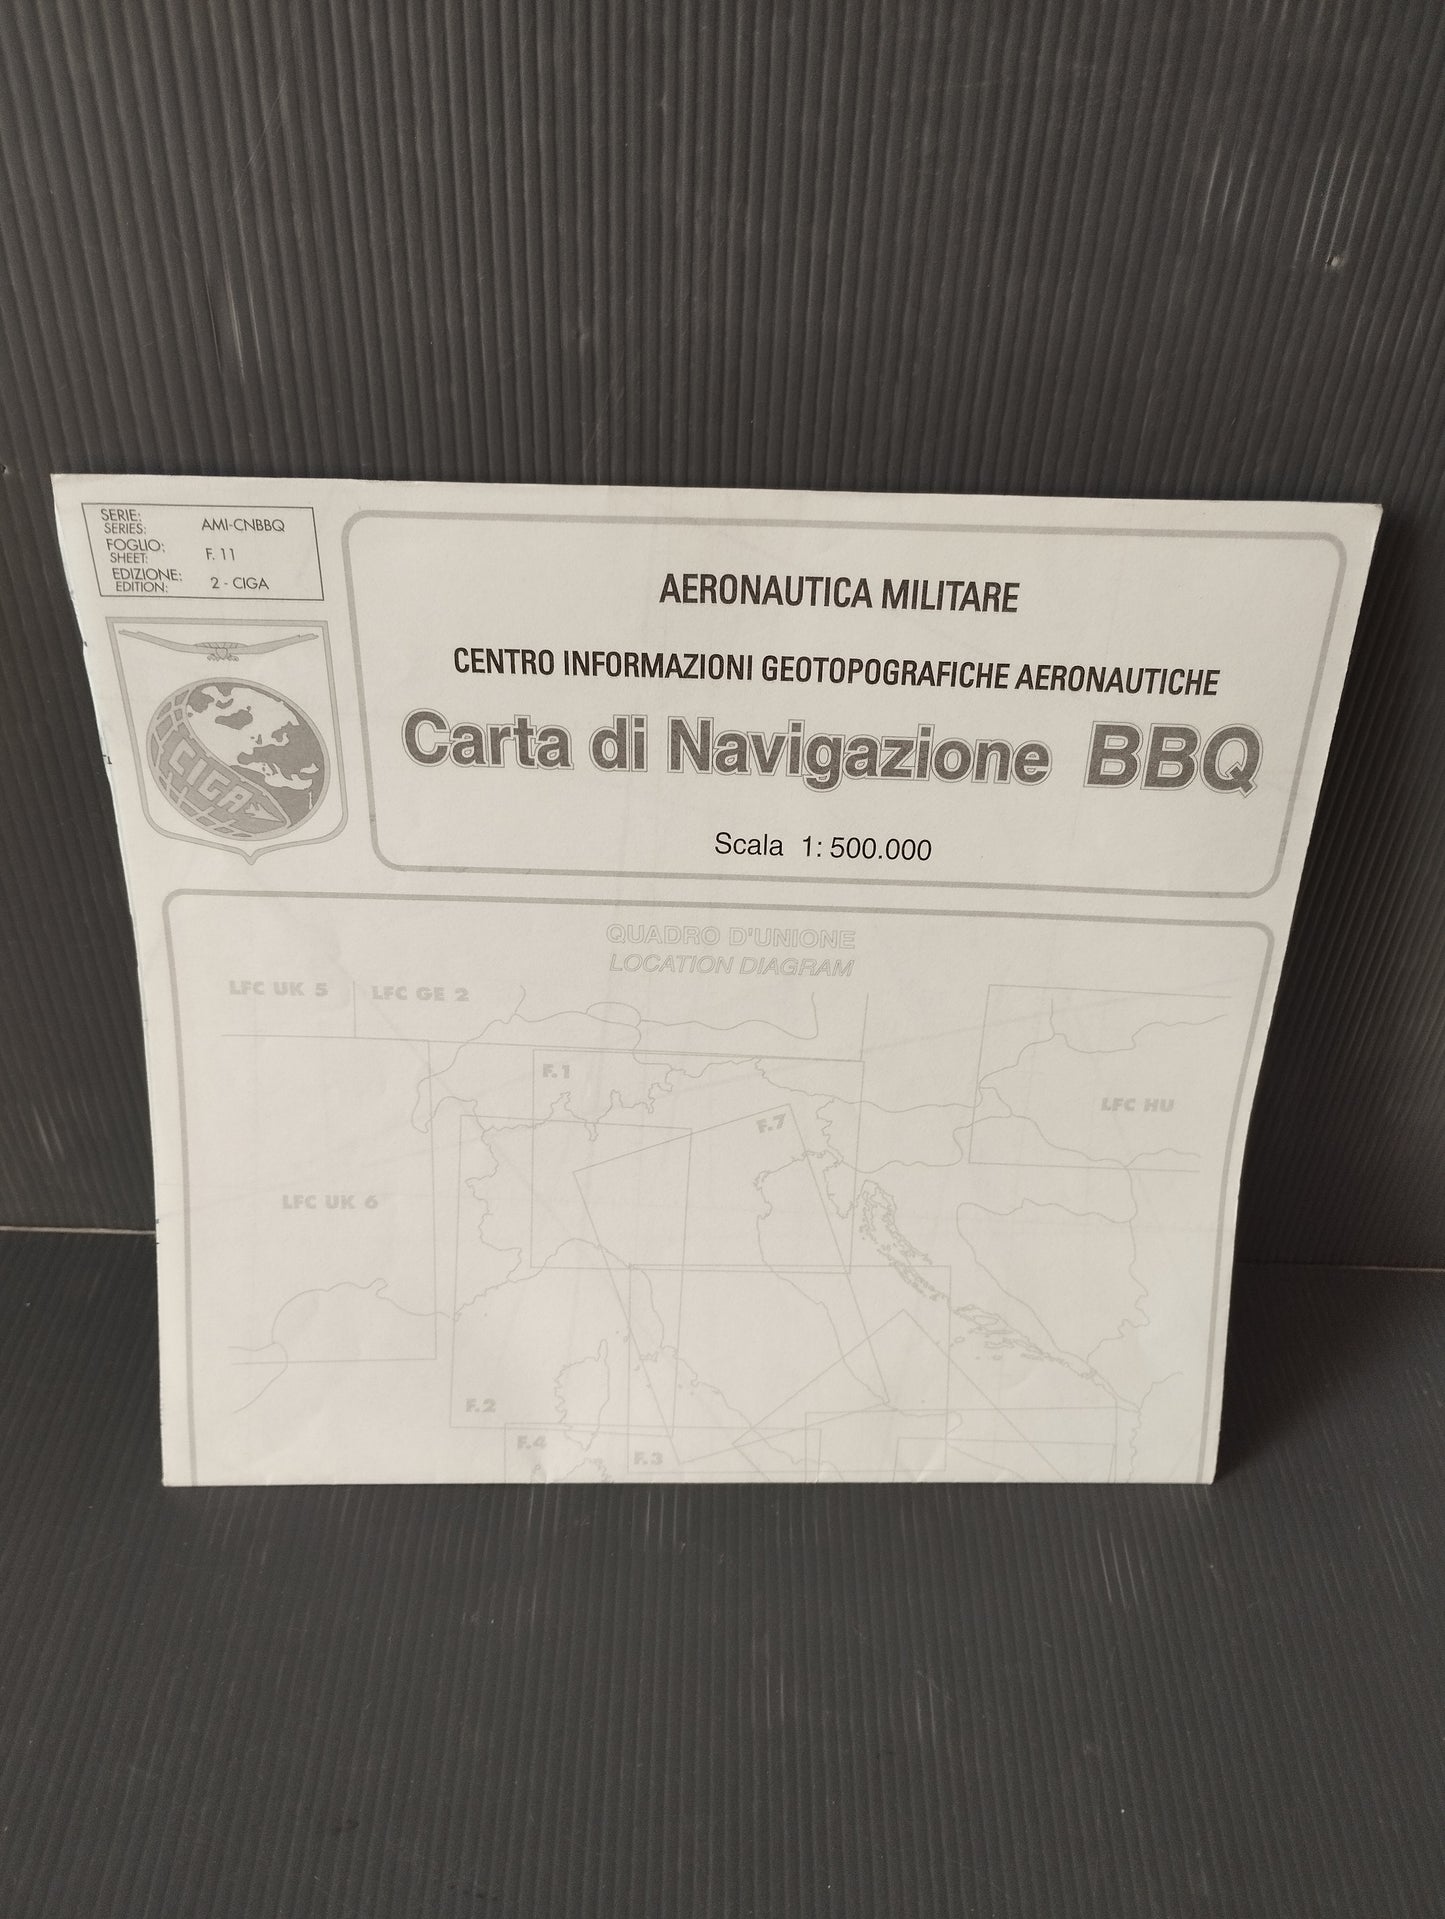 SERIE:
SERIES: AMI-CNBBQ
FOGLIO:
SHEET: F. 11
EDIZIONE:
EDITION: 2 - CIGA
CIGA
AERONAUTICA MILITARE
CENTRO INFORMAZIONI GEOTOPOGRAFICHE AERONAUTICHE
Carta di Navigazione BBQ
Scala 1: 500.000
QUADRO D'UNIONE
LOCATION DIAGRAM
LFC UK 5
LFC GE 2
F.1
F.7
LFC HU
LFC UK 6
F.2
F.4
F.3